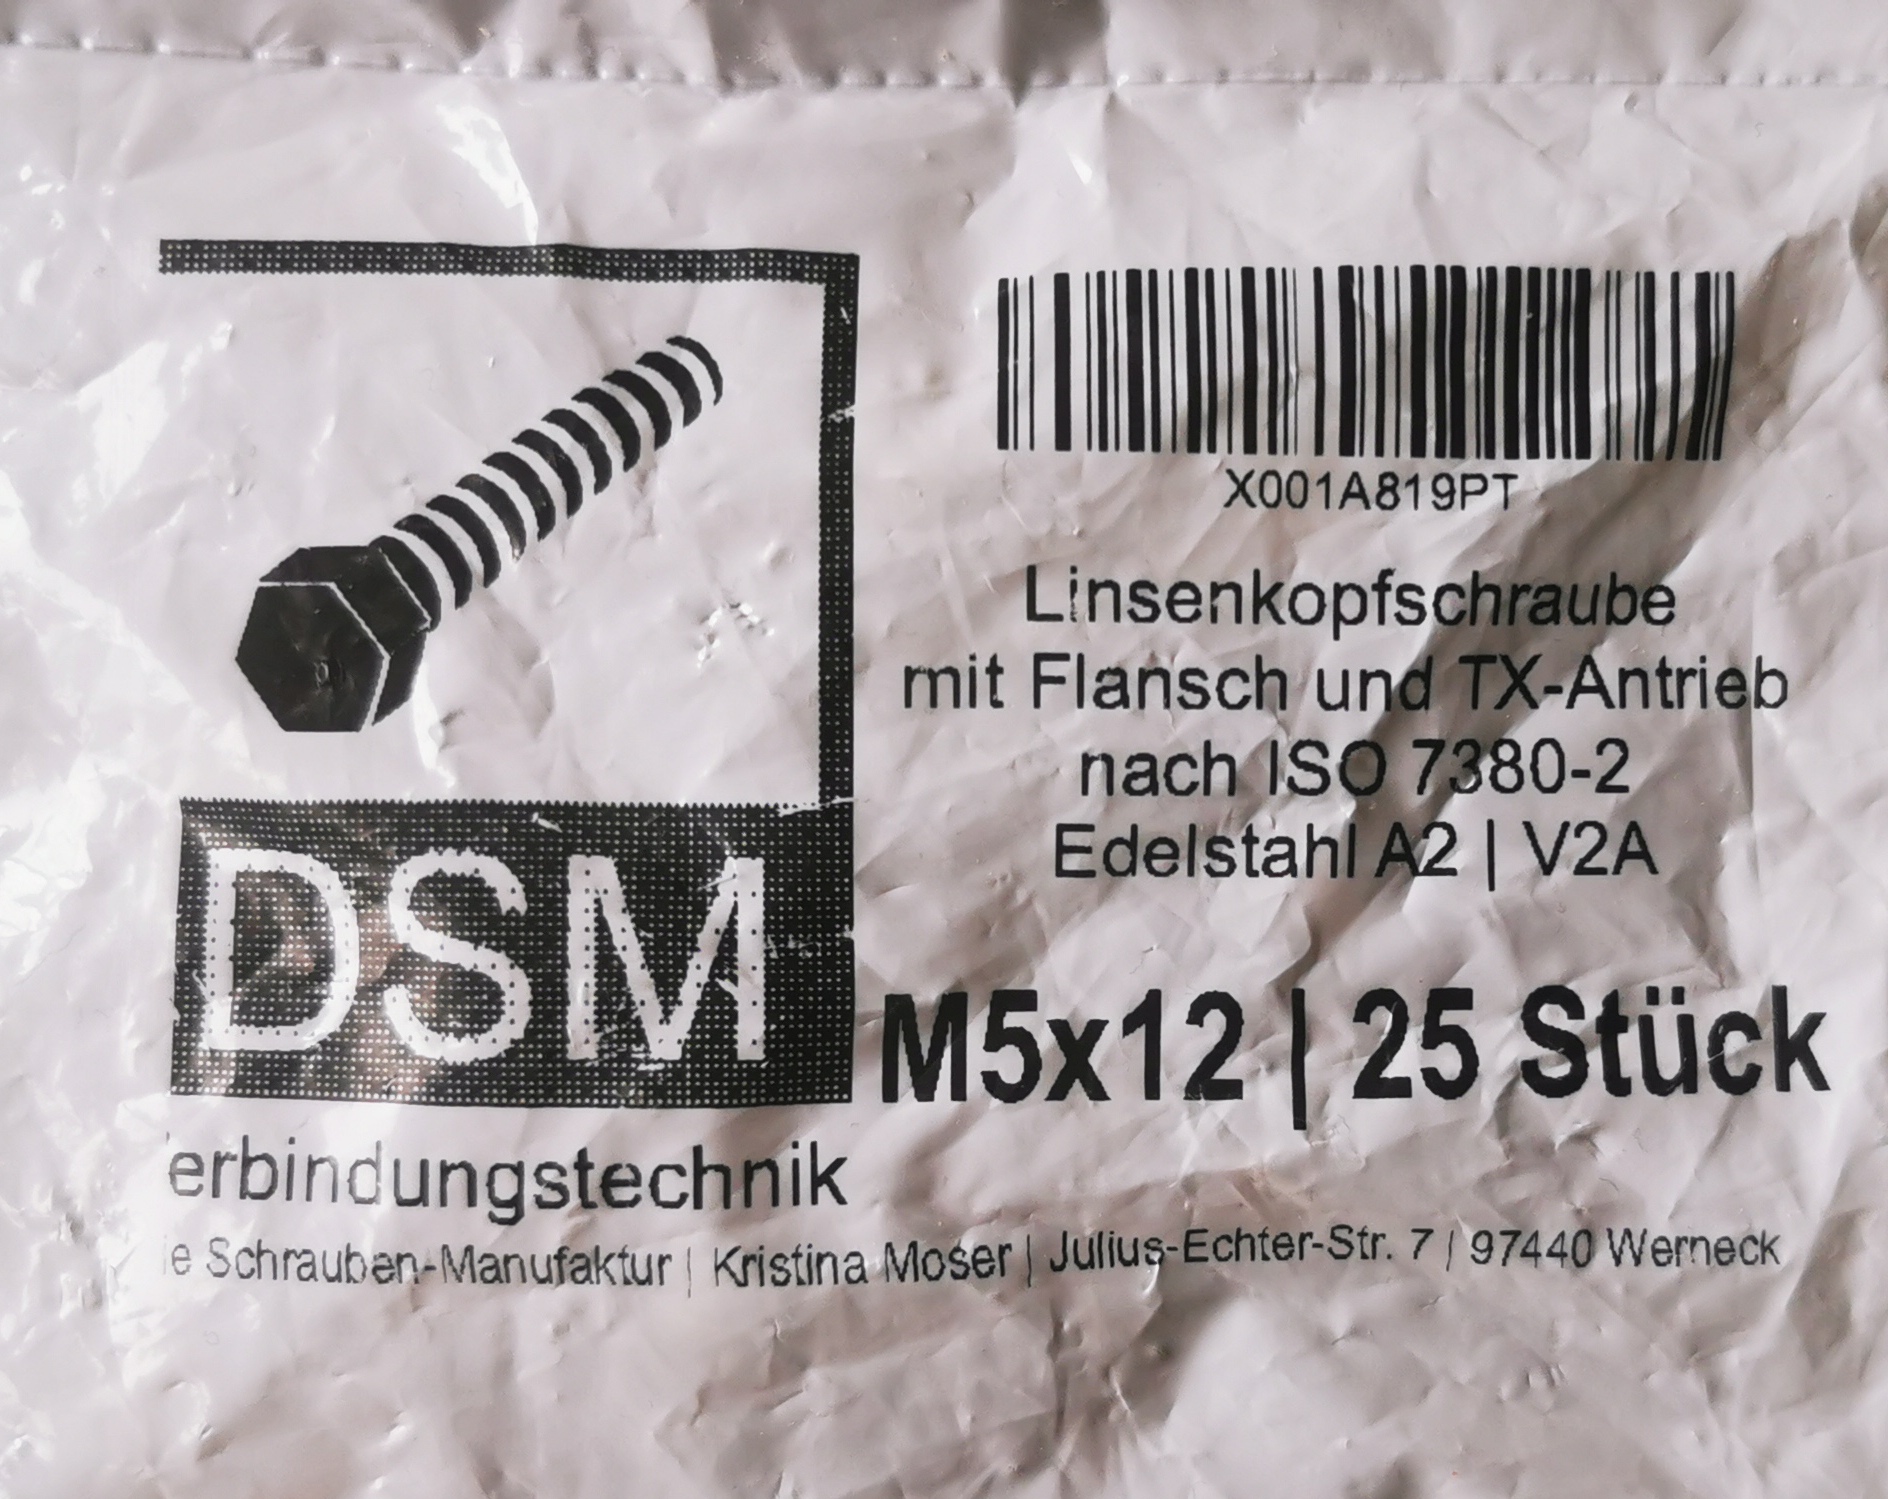 X001A819PT
Linsenkopfschraube
mit Flansch und TX-Antrieb
nach ISO 7380-2
Edelstahl A2 | V2A
DSM
M5x12 | 25 Stück
erbindungstechnik
ie Schrauben-Manufaktur | Kristina Moser | Julius-Echter-Str. 7 | 97440 Werneck